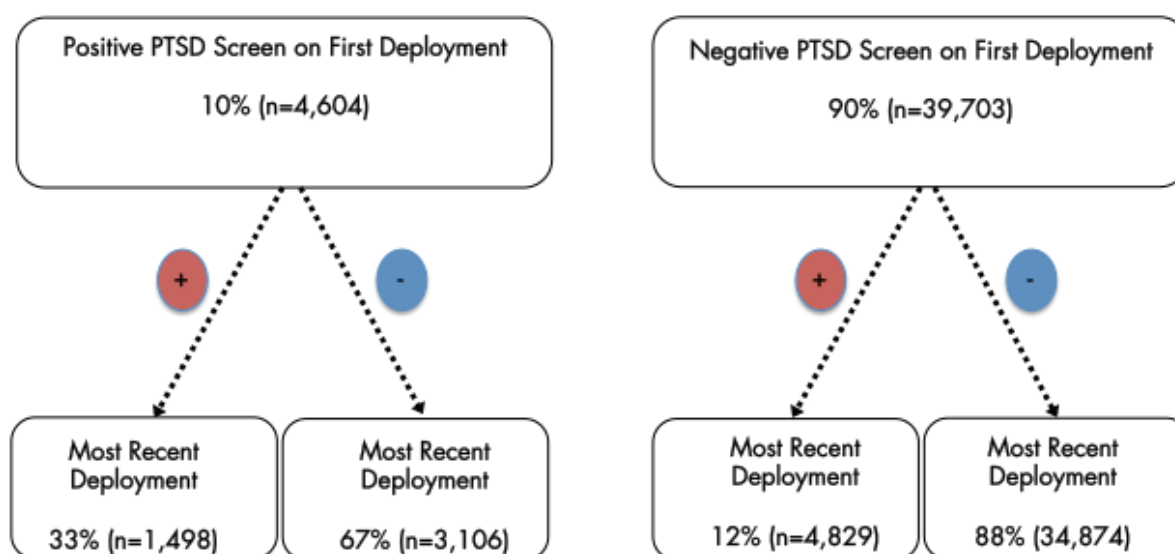 Positive PTSD Screen on First Deployment
10% (n=4,604)
Negative PTSD Screen on First Deployment
90% (n=39,703)
+
-
+
-
Most Recent
Deployment
33% (n=1,498)
Most Recent
Deployment
67% (n=3,106)
Most Recent
Deployment
12% (n=4,829)
Most Recent
Deployment
88% (34,874)